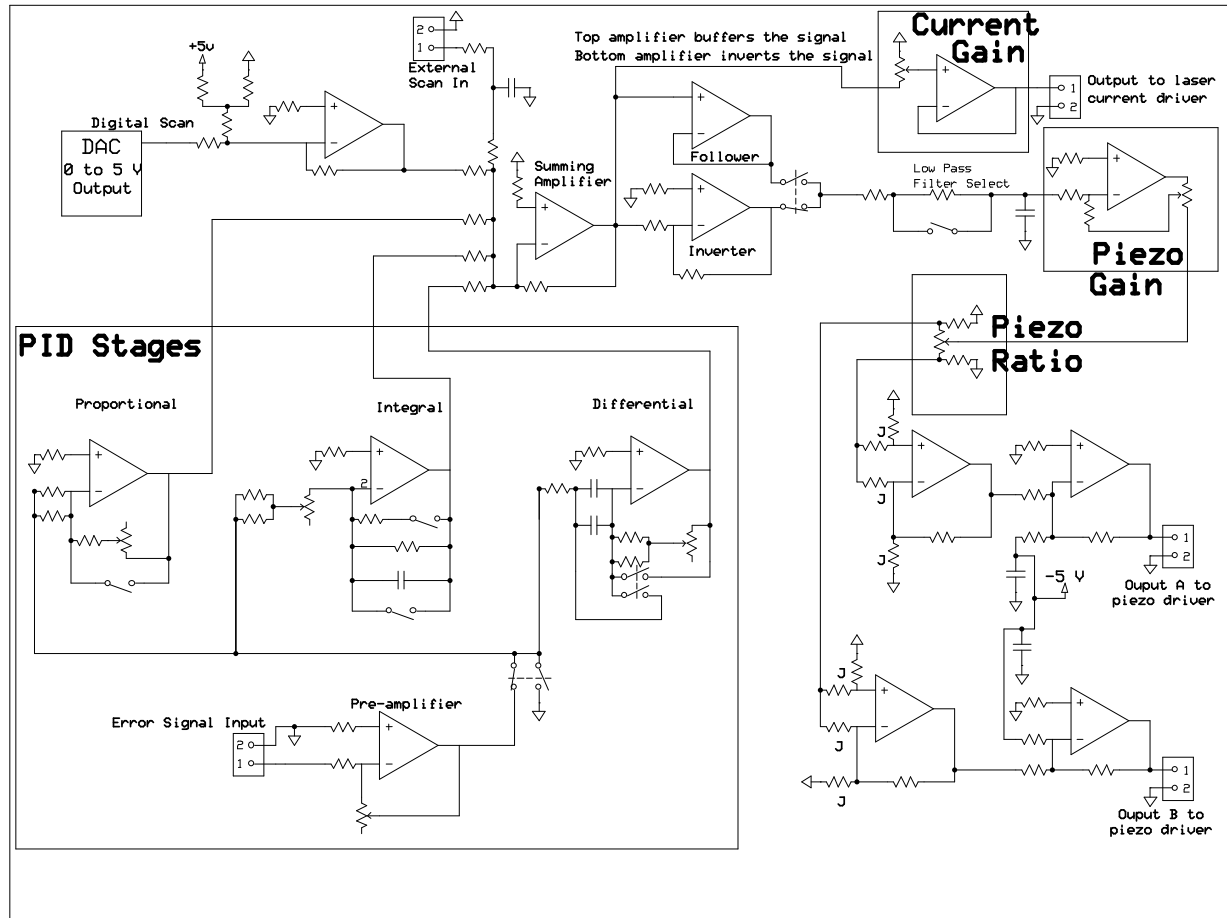 Current
Gain
+5v
2
1
External
Scan In
Top amplifier buffers the signal
Bottom amplifier inverts the signal
+
−
1
2
Output to laser
current driver
Digital Scan
DAC
0 to 5 V
Output
+
−
Summing
Amplifier
+
−
+
−
Follower
+
−
Inverter
Low Pass
Filter Select
+
−
Piezo
Gain
PID Stages
Piezo
Ratio
Proportional
Integral
Differential
+
−
+
2
−
+
−
J
J
J
+
−
+
−
1
2
-5 V
Ouput A to
piezo driver
Pre-amplifier
Error Signal Input
2
1
+
−
J
J
J
+
−
+
−
1
2
Ouput B to
piezo driver